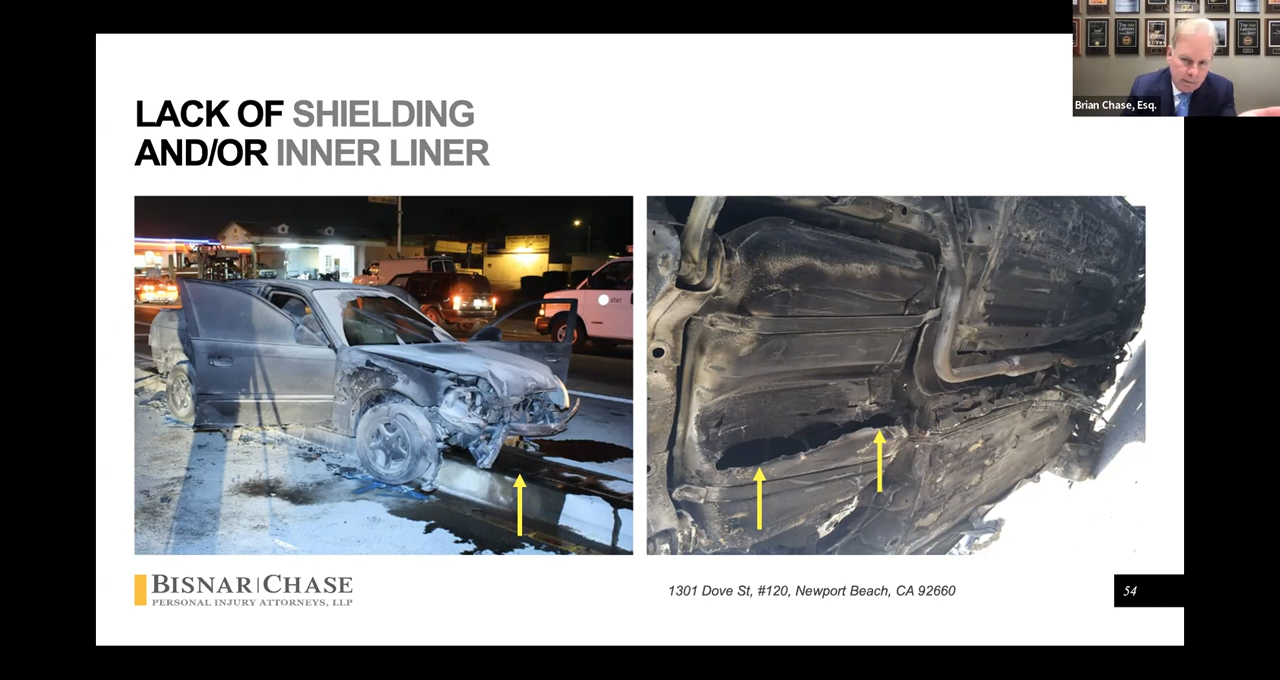 LACK OF SHIELDING
AND/OR INNER LINER
Brian Chase, Esq.
at&t
BISNAR|CHASE
PERSONAL INJURY ATTORNEYS, LLP
1301 Dove St, #120, Newport Beach, CA 92660
54